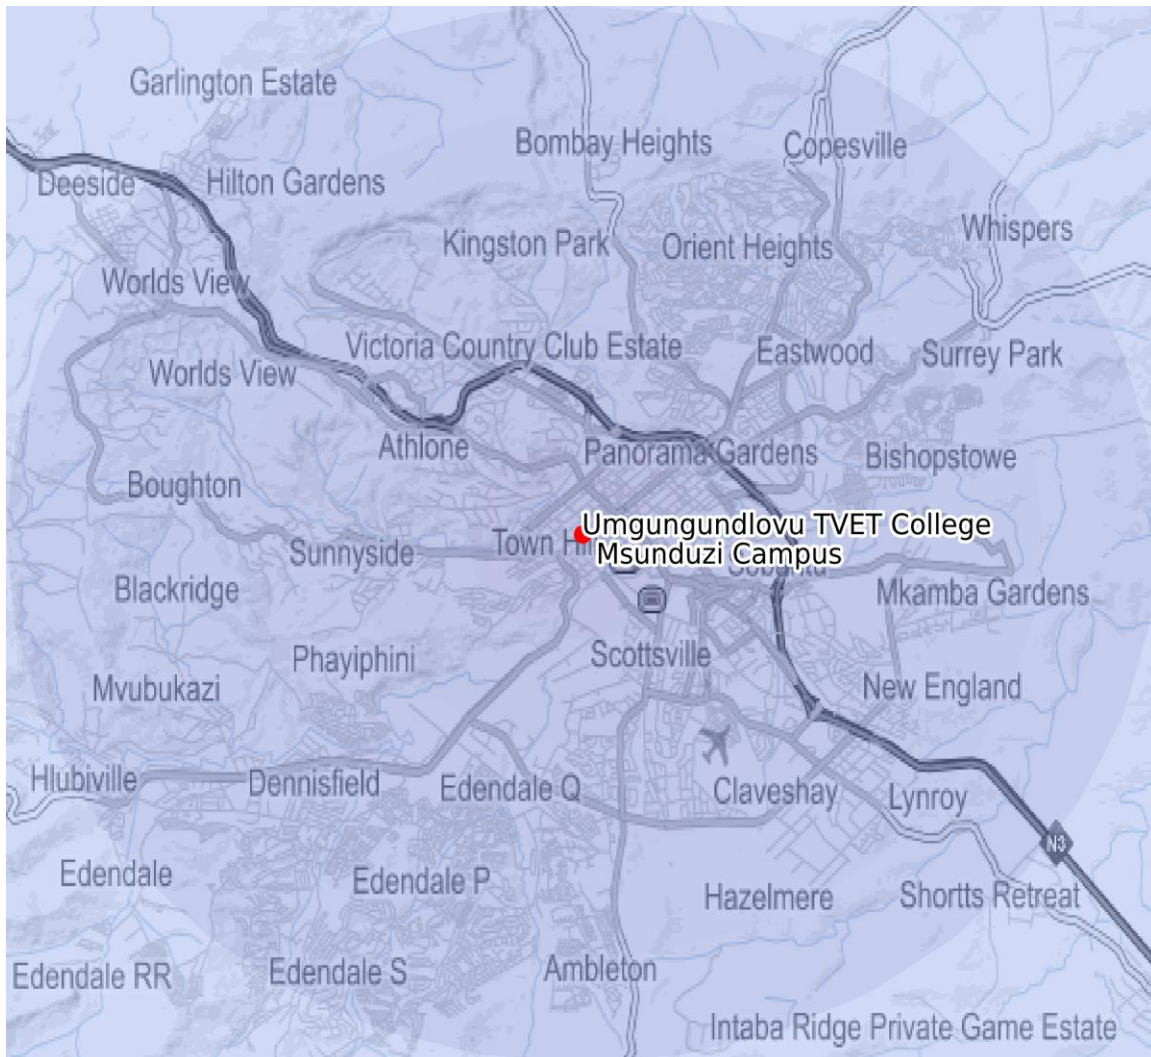 Garlington Estate
Bombay Heights
Copesville
Deeside
Hilton Gardens
Whispers
Kingston Park
Orient Heights
Worlds View
Victoria Country Club Estate
Eastwood
Surrey Park
Worlds View
Athlone
Panorama Gardens
Bishopstowe
Boughton
Umgungundlovu TVET College
Msunduzi Campus
Sunnyside
Town
Blackridge
Mkamba Gardens
Scottsville
Phayiphini
Mvubukazi
New England
Hlubiville
Dennisfield
Edendale Q
Claveshay
Lynroy
N3
Edendale
Edendale P
Hazelmere
Shortts Retreat
Edendale RR
Edendale S
Ambleton
Intaba Ridge Private Game Estate